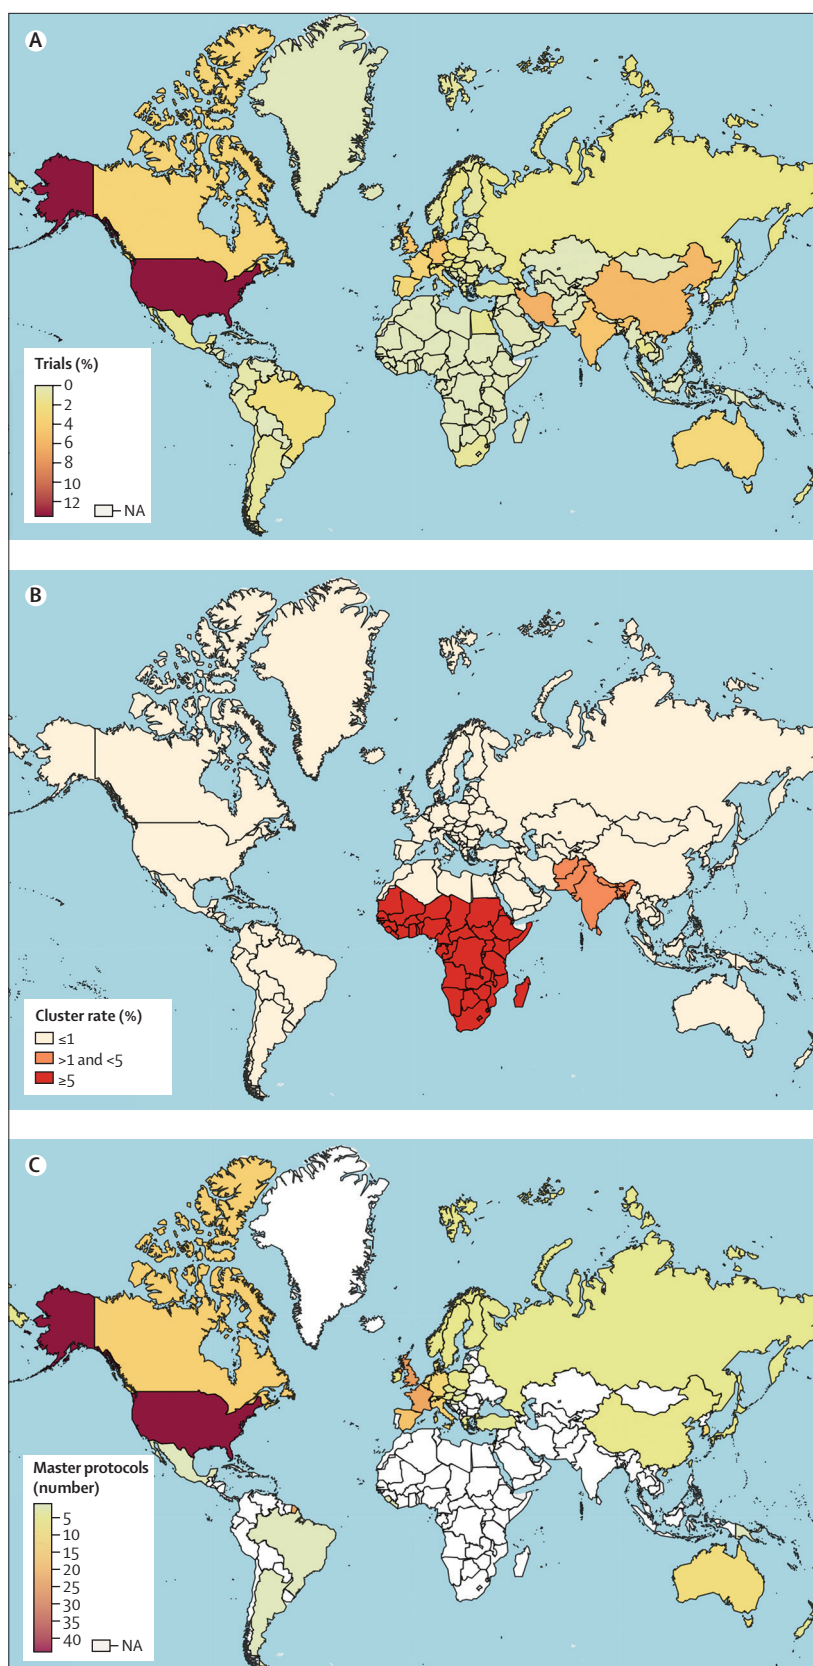 A
Trials (%)
0
2
4
6
8
10
12
NA
B
Cluster rate (%)
≤1
>1 and <5
≥5
C
Master protocols
(number)
5
10
15
20
25
30
35
40
NA